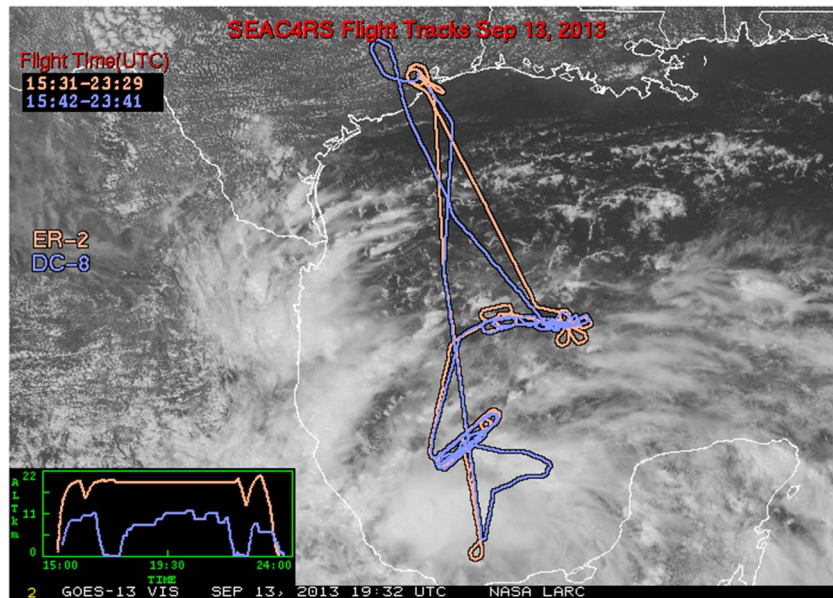 SEAC4RS Flight Tracks Sep 13, 2013
Flight Time(UTC)
15:31-23:29
15:42-23:41
ER-2
DC-8
ALT km
22
11
0
15:00 19:30 24:00
TIME
2 GOES-13 VIS SEP 13, 2013 19:32 UTC NASA LARC